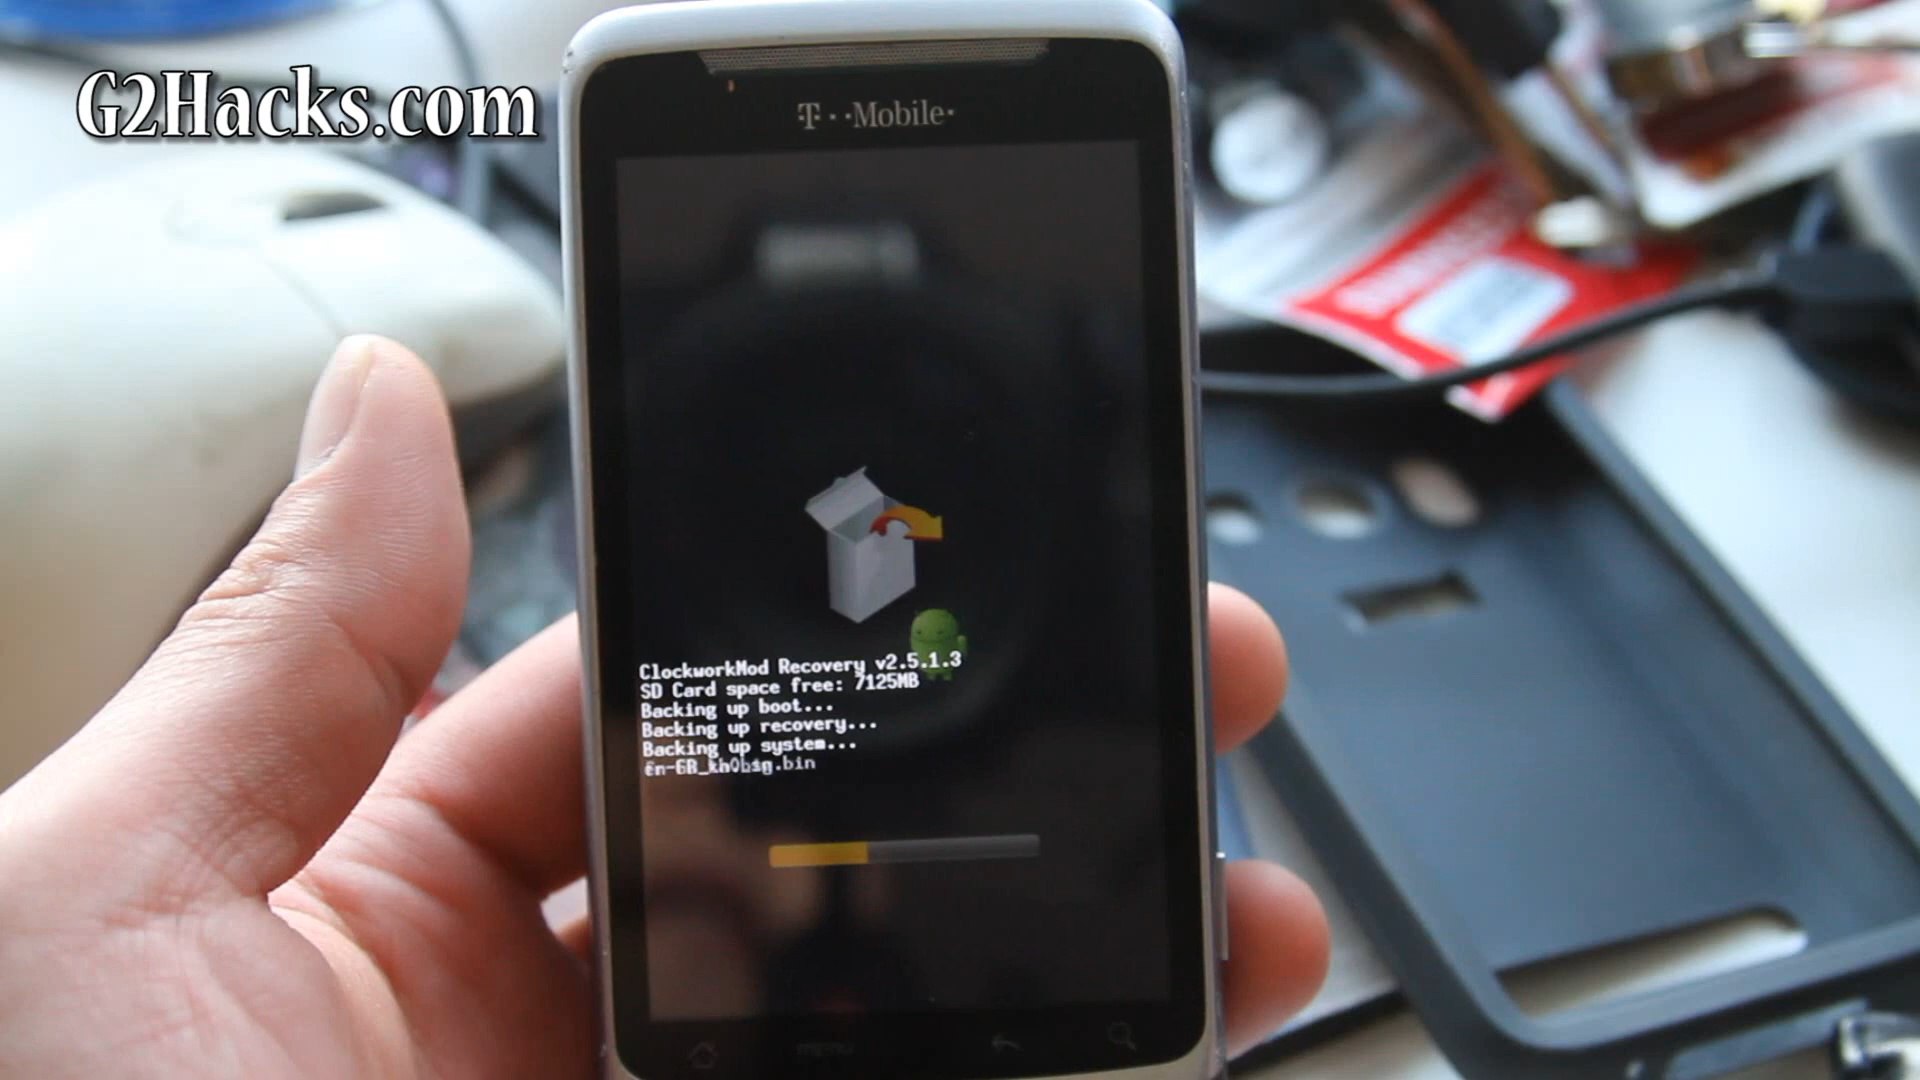 G2Hacks.com
T··Mobile·
ClockworkMod Recovery v2.5.1.3
SD Card space free: 7125MB
Backing up boot...
Backing up recovery...
Backing up system...
menu